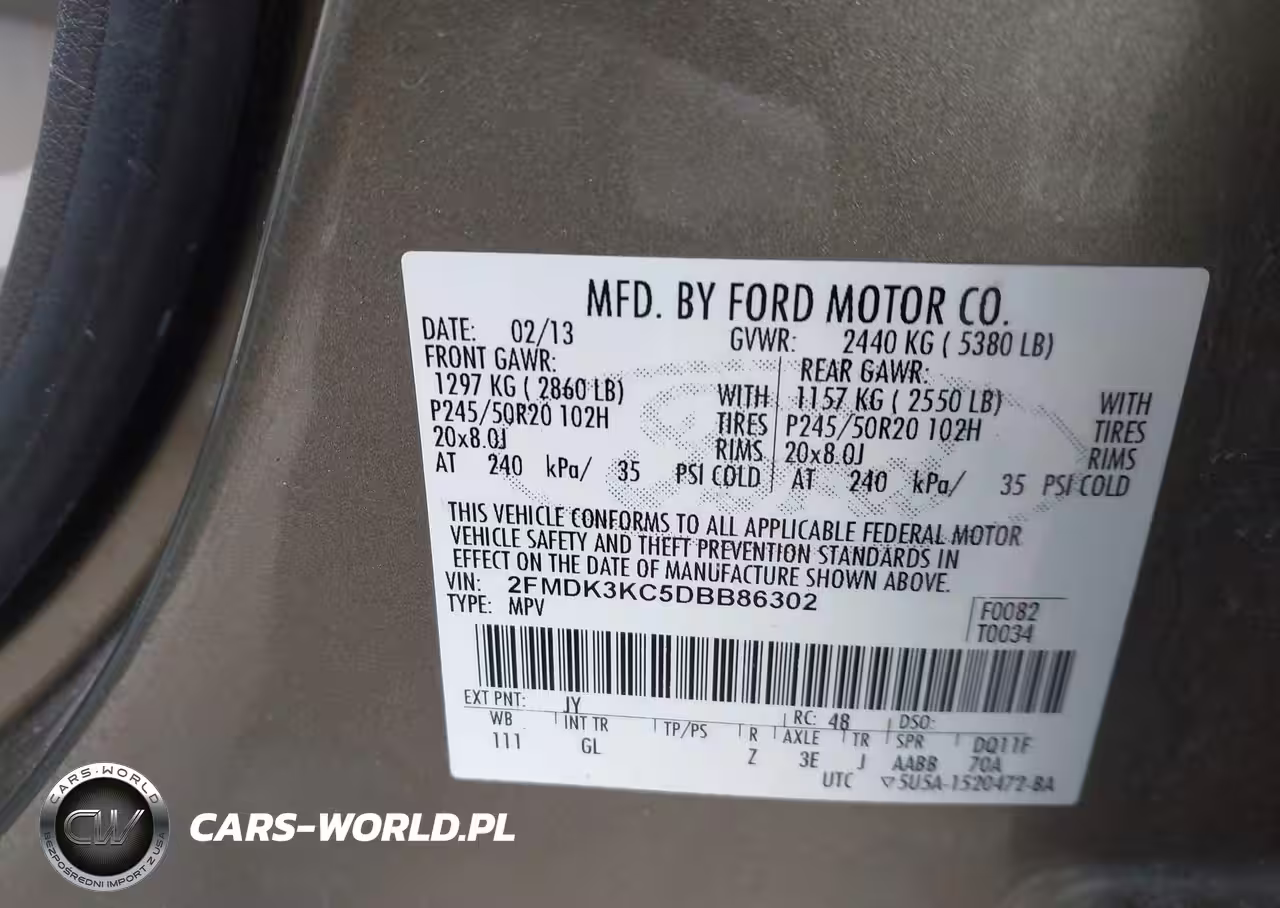 MFD. BY FORD MOTOR CO.
DATE: 02/13 GVWR: 2440 KG ( 5380 LB)
FRONT GAWR: REAR GAWR:
1297 KG ( 2860 LB) WITH 1157 KG ( 2550 LB) WITH
P245/50R20 102H TIRES P245/50R20 102H TIRES
20x8.0J RIMS 20x8.0J RIMS
AT 240 kPa/ 35 PSI COLD AT 240 kPa/ 35 PSI COLD
THIS VEHICLE CONFORMS TO ALL APPLICABLE FEDERAL MOTOR
VEHICLE SAFETY AND THEFT PREVENTION STANDARDS IN
EFFECT ON THE DATE OF MANUFACTURE SHOWN ABOVE.
VIN: 2FMDK3KC5DBB86302
TYPE: MPV F0082
T0034
EXT PNT: JY RC: 48 DSO:
WB INT TR TP/PS R AXLE TR SPR DQ11F
111 GL Z 3E J AABB 70A
UTC ▽5U5A-1520472-BA
CARS-WORLD
CW
BEZPOŚREDNI IMPORT Z USA
CARS-WORLD.PL